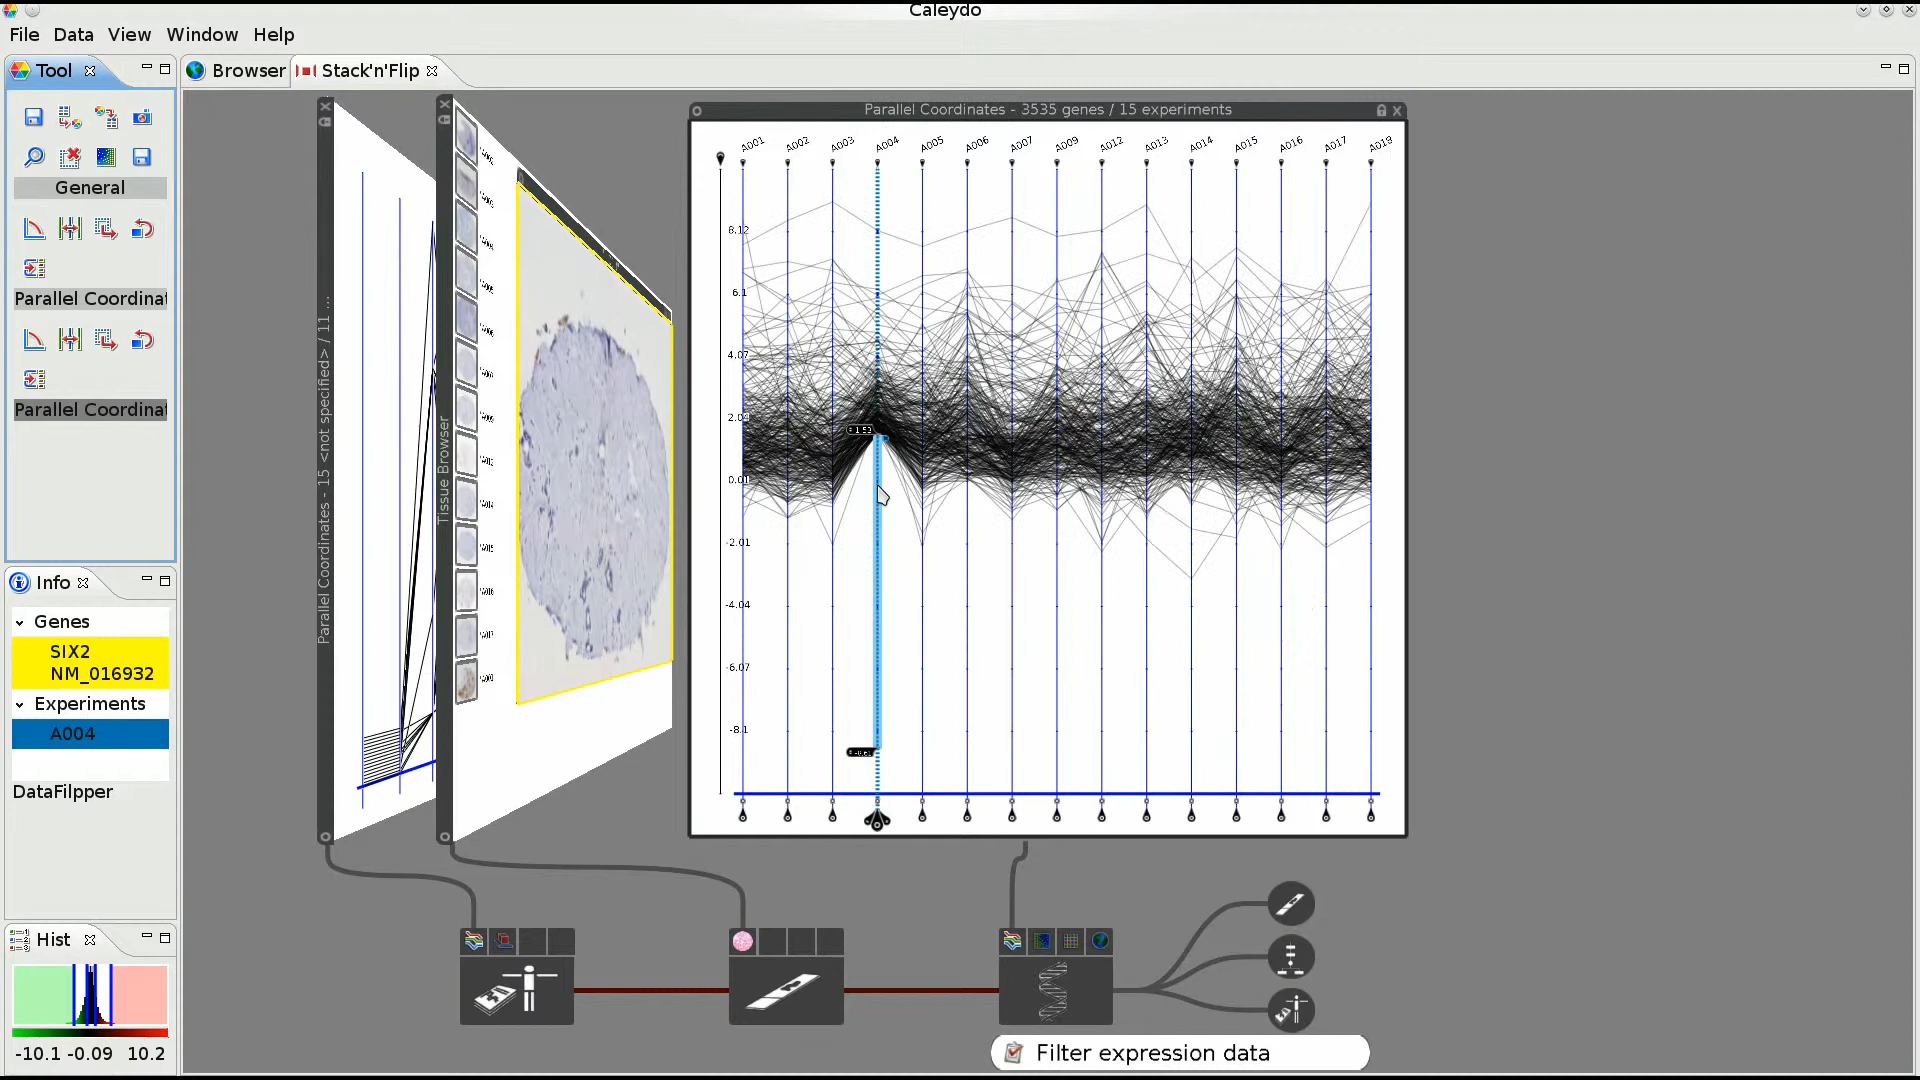 Caleydo
File Data View Window Help
Tool
Browser
Stack'n'Flip
General
Parallel Coordinat
Parallel Coordinat
Info
Genes
SIX2
NM_016932
Experiments
A004
DataFilpper
Hist
-10.1 -0.09 10.2
Parallel Coordinates - 15 <not specified> / 11 ...
Tissue Browser
Parallel Coordinates - 3535 genes / 15 experiments
A001 A002 A003 A004 A005 A006 A007 A009 A012 A013 A014 A015 A016 A017 A019
8.12
6.1
4.07
2.04
0.01
-2.01
-4.04
-6.07
-8.1
Filter expression data